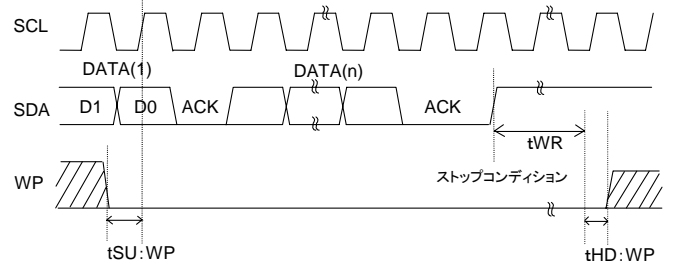 SCL
DATA(1)
DATA(n)
SDA
D1
D0
ACK
ACK
tWR
WP
ストップコンディション
tSU:WP
tHD:WP